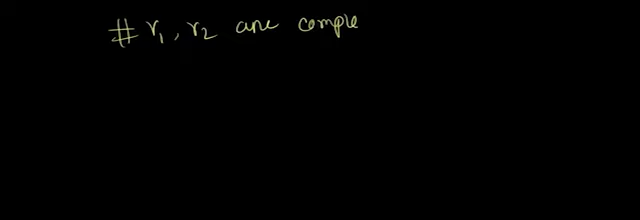 # r₁, r₂ are comple